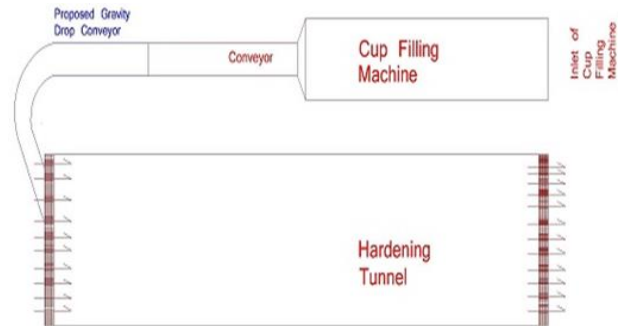 Proposed Gravity
Drop Conveyor
Conveyor
Cup Filling
Machine
Inlet of
Cup
Filling
Machine
Hardening
Tunnel